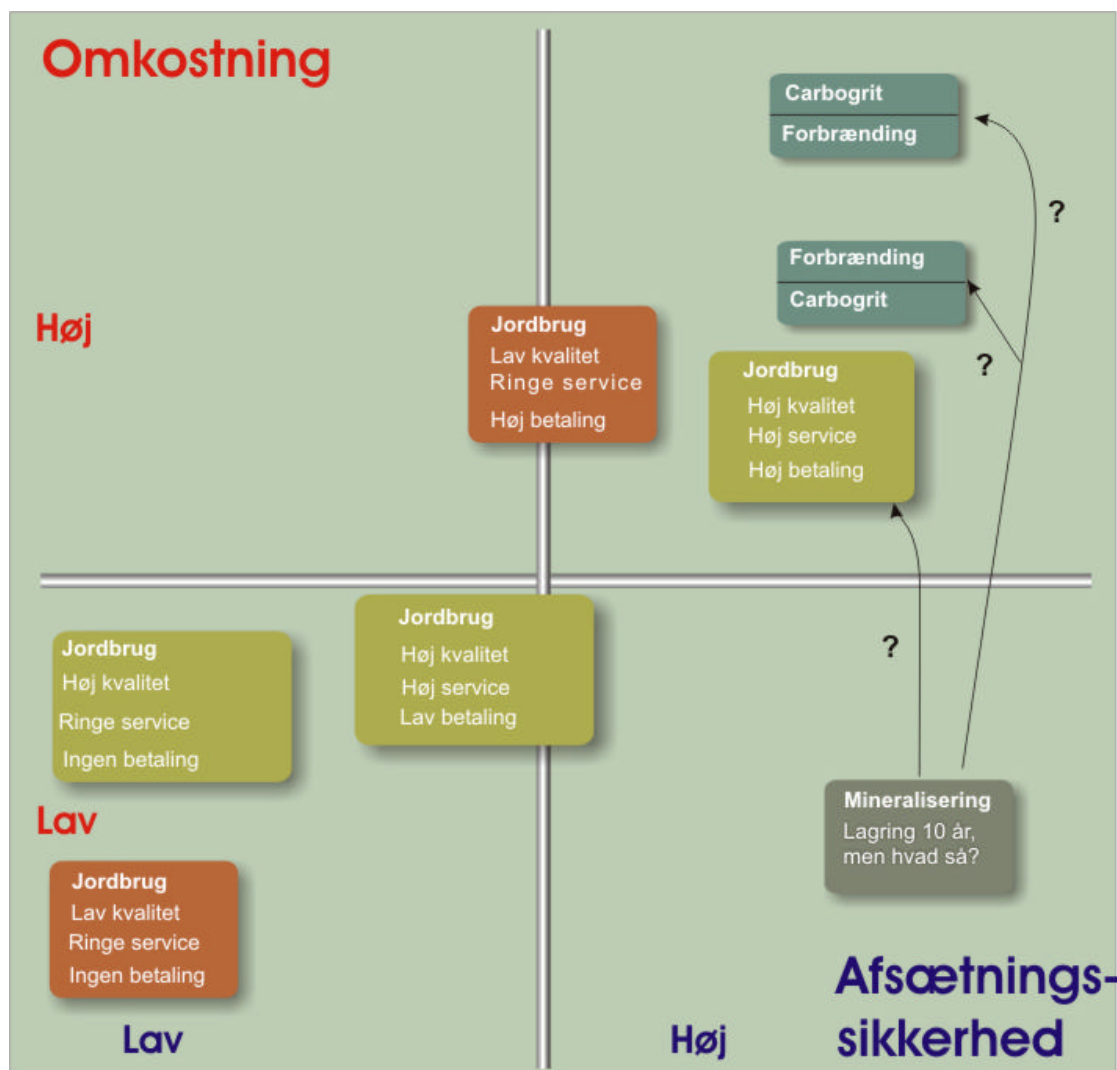 Omkostning
Carbogrit
Forbrænding
?
Forbrænding
Carbogrit
Høj
Jordbrug
Lav kvalitet
Ringe service
Høj betaling
?
Jordbrug
Høj kvalitet
Høj service
Høj betaling
Jordbrug
Høj kvalitet
Ringe service
Ingen betaling
Jordbrug
Høj kvalitet
Høj service
Lav betaling
?
Lav
Mineralisering
Lagring 10 år,
men hvad så?
Jordbrug
Lav kvalitet
Ringe service
Ingen betaling
Lav
Høj
Afsætnings-
sikkerhed